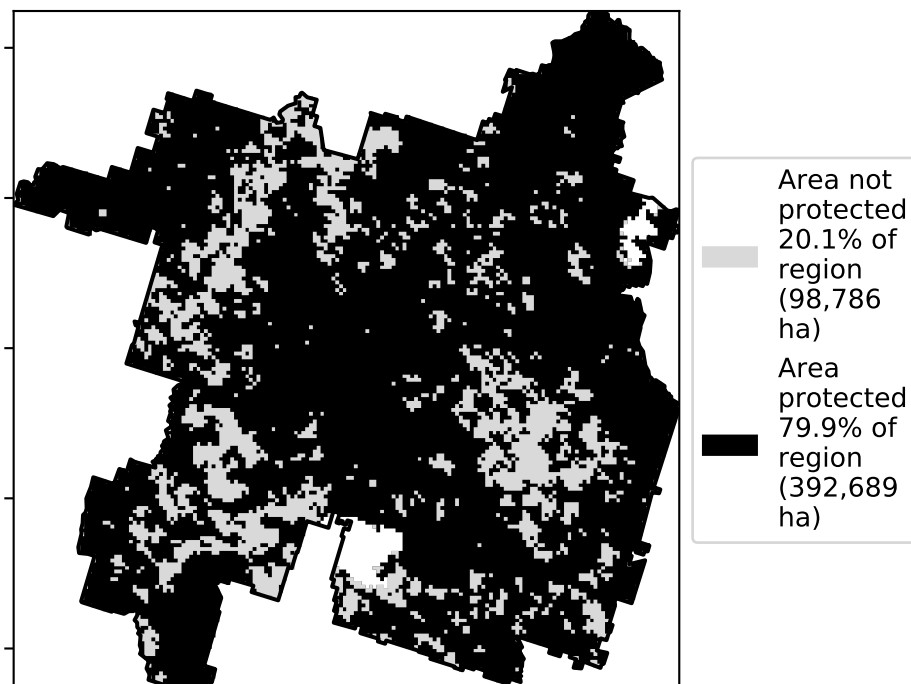 Area not
protected
20.1% of
region
(98,786
ha)
Area
protected
79.9% of
region
(392,689
ha)